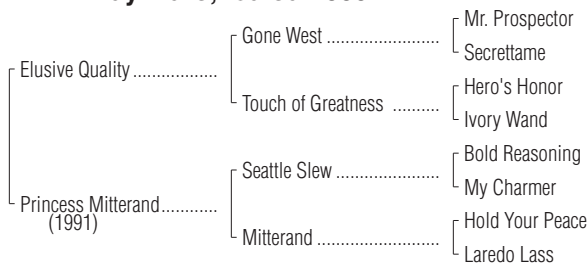 Gone West ........................
Mr. Prospector
Secrettame
Elusive Quality ..................
Touch of Greatness ..........
Hero's Honor
Ivory Wand
Seattle Slew ......................
Bold Reasoning
My Charmer
Princess Mitterand............
(1991)
Mitterand ..........................
Hold Your Peace
Laredo Lass